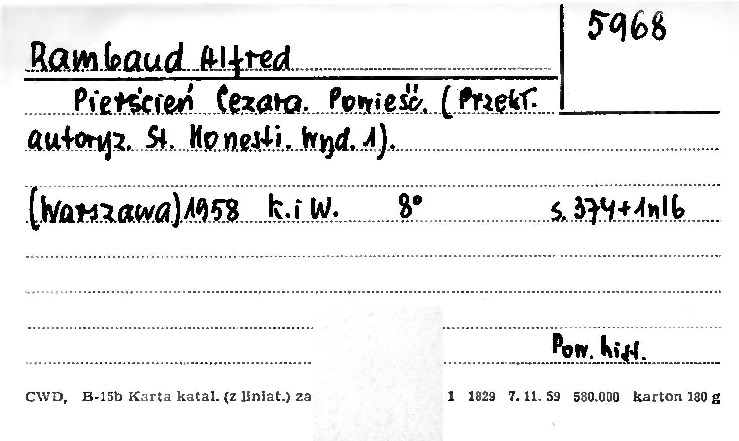 5968
Rambaud Alfred
Pierścień Cezara. Powieść. (Przekł.
autoryz. St. Honesti. Wyd. 1).
(Warszawa) 1958 K. i W. 8° s. 374+1nlb
Pow. hist.
CWD, B-15b Karta katal. (z liniat.) za 1 1829 7. 11. 59 580.000 karton 180 g